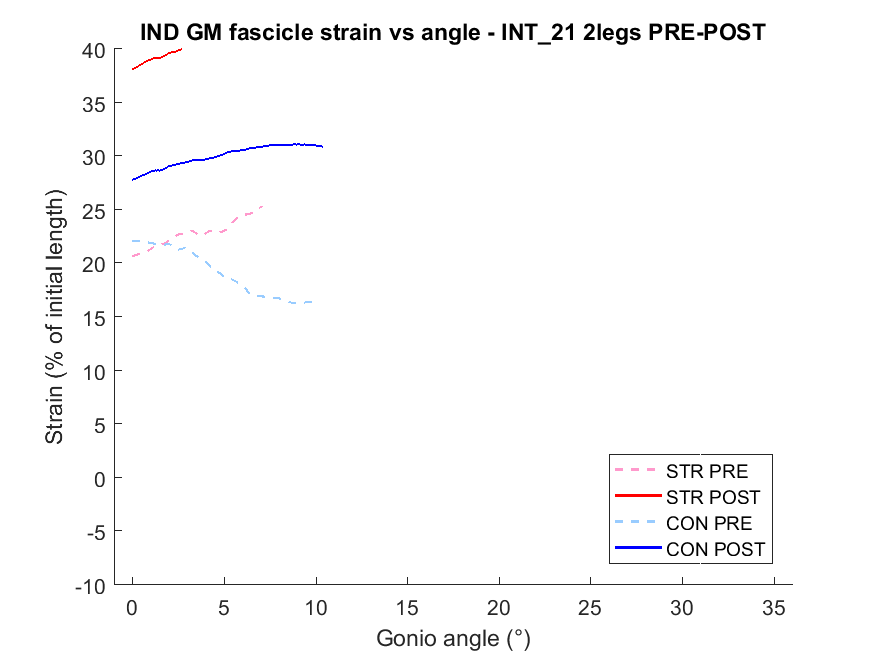 IND GM fascicle strain vs angle - INT_21 2legs PRE-POST
40
35
30
25
20
15
10
5
0
-5
-10
Strain (% of initial length)
0 5 10 15 20 25 30 35
Gonio angle (°)
STR PRE
STR POST
CON PRE
CON POST